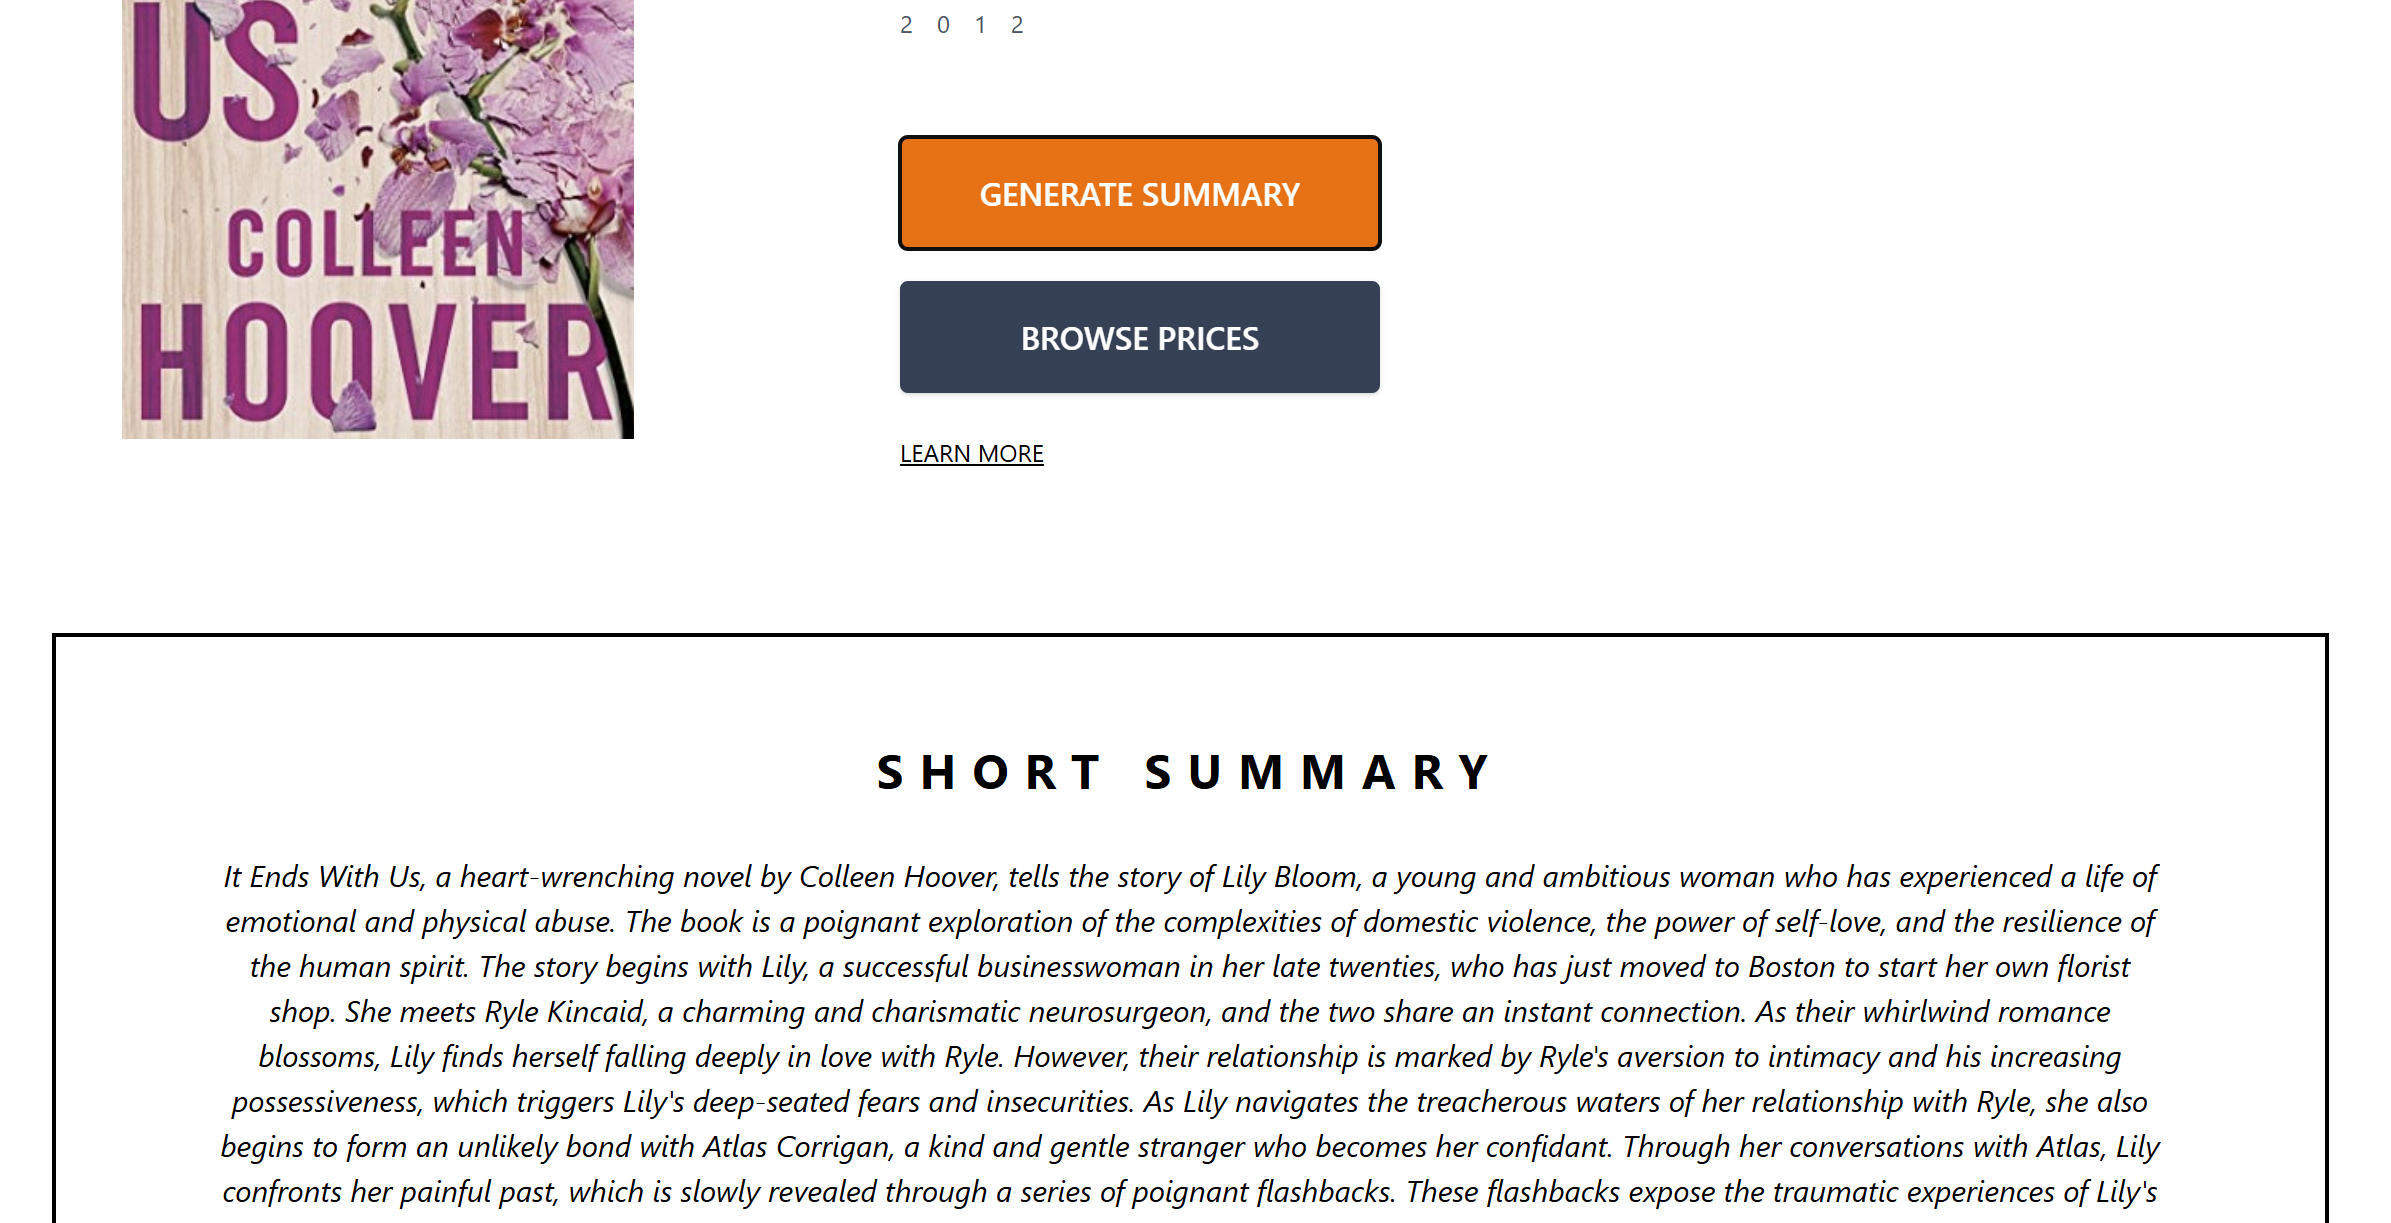 US
COLLEEN
HOOVER
2012
GENERATE SUMMARY
BROWSE PRICES
LEARN MORE
SHORT SUMMARY
It Ends With Us, a heart-wrenching novel by Colleen Hoover, tells the story of Lily Bloom, a young and ambitious woman who has experienced a life of
emotional and physical abuse. The book is a poignant exploration of the complexities of domestic violence, the power of self-love, and the resilience of
the human spirit. The story begins with Lily, a successful businesswoman in her late twenties, who has just moved to Boston to start her own florist
shop. She meets Ryle Kincaid, a charming and charismatic neurosurgeon, and the two share an instant connection. As their whirlwind romance
blossoms, Lily finds herself falling deeply in love with Ryle. However, their relationship is marked by Ryle's aversion to intimacy and his increasing
possessiveness, which triggers Lily's deep-seated fears and insecurities. As Lily navigates the treacherous waters of her relationship with Ryle, she also
begins to form an unlikely bond with Atlas Corrigan, a kind and gentle stranger who becomes her confidant. Through her conversations with Atlas, Lily
confronts her painful past, which is slowly revealed through a series of poignant flashbacks. These flashbacks expose the traumatic experiences of Lily's